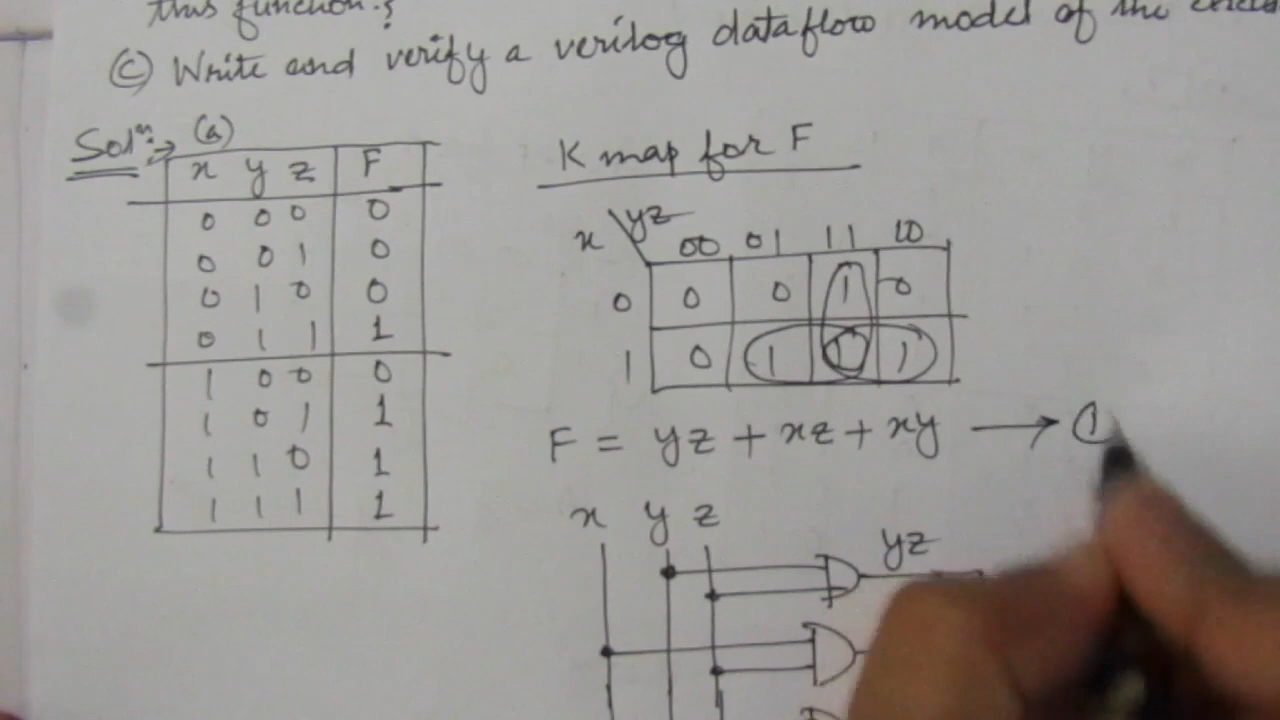 this function.?
(c) Write and verify a verilog dataflow model of the
Solⁿ:→ (a)
x y z F
0 0 0 0
0 0 1 0
0 1 0 0
0 1 1 1
1 0 0 0
1 0 1 1
1 1 0 1
1 1 1 1
K map for F
x \ yz
00 01 11 10
0 0 0 1 0
1 0 1 1 1
F = yz + xz + xy → (1
x y z
yz